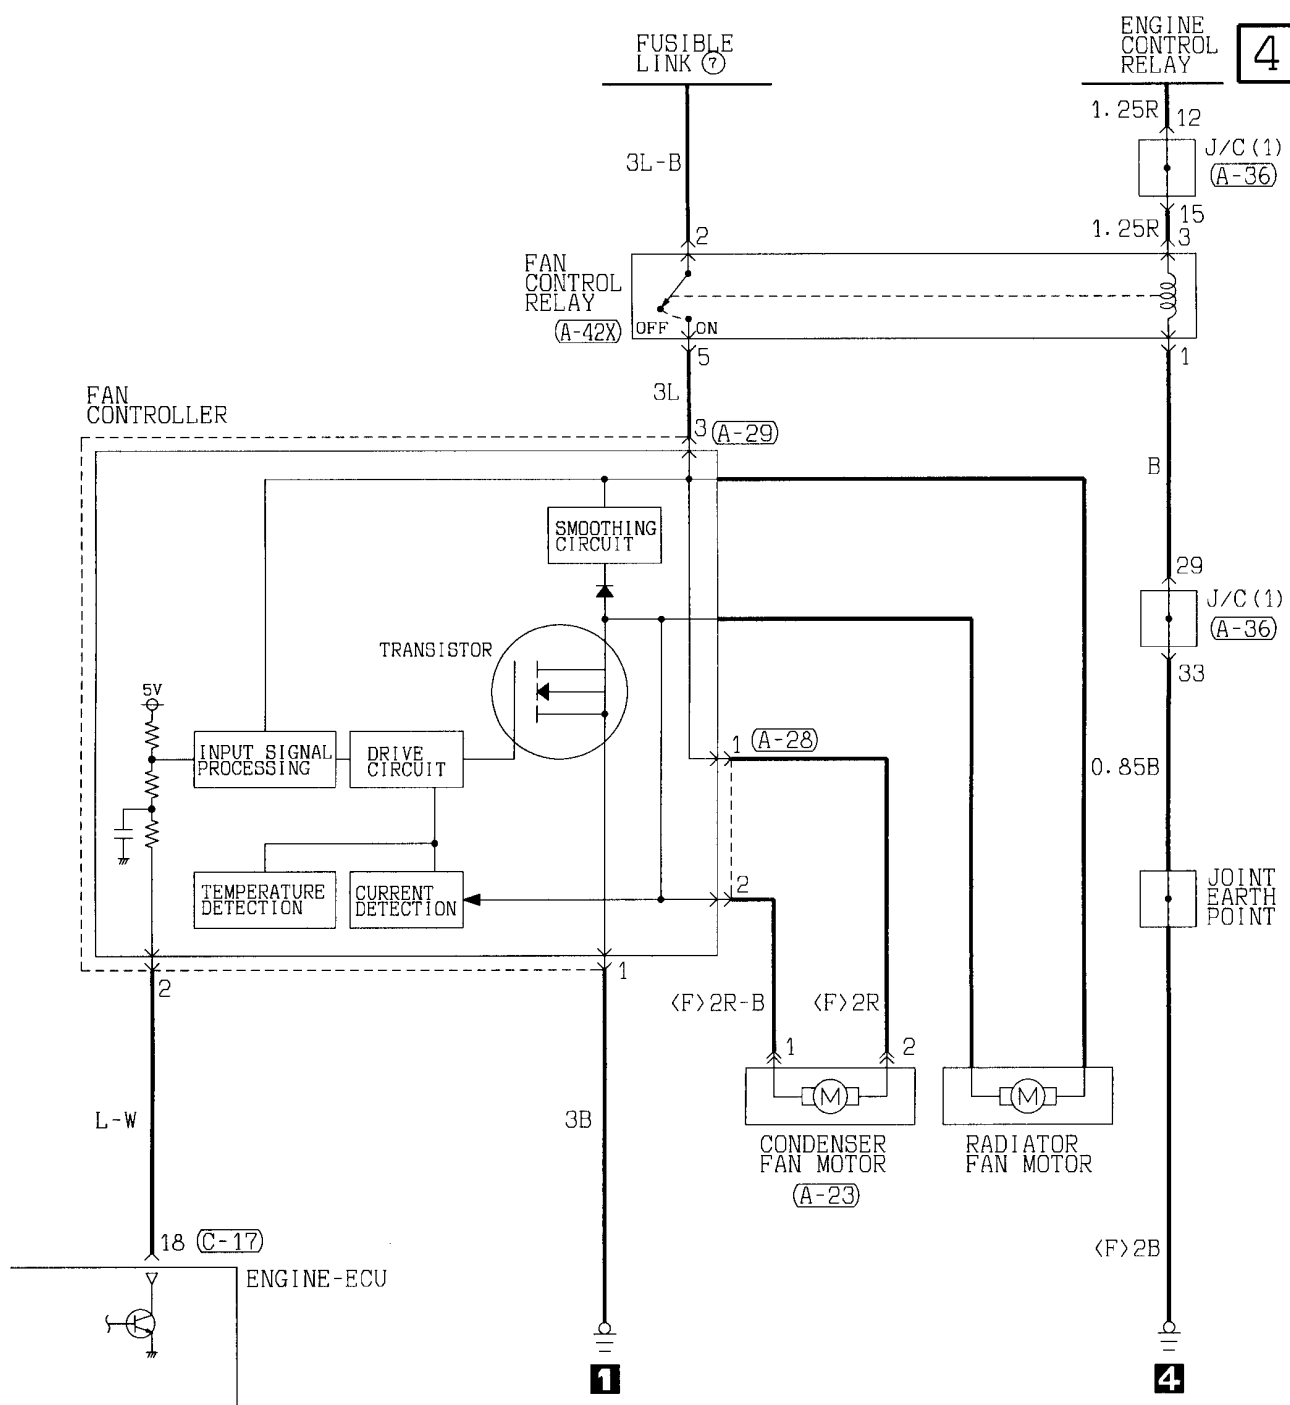 FUSIBLE
LINK ⑦
ENGINE
CONTROL
RELAY
4
1.25R
12
J/C(1)
(A-36)
3L-B
15
1.25R
3
2
FAN
CONTROL
RELAY
(A-42X)
OFF
ON
5
1
3L
FAN
CONTROLLER
3
(A-29)
B
SMOOTHING
CIRCUIT
29
J/C(1)
(A-36)
33
TRANSISTOR
5V
INPUT SIGNAL
PROCESSING
DRIVE
CIRCUIT
1
(A-28)
0.85B
TEMPERATURE
DETECTION
CURRENT
DETECTION
2
JOINT
EARTH
POINT
2
1
<F>2R-B
<F>2R
1
2
M
M
L-W
3B
CONDENSER
FAN MOTOR
(A-23)
RADIATOR
FAN MOTOR
18
(C-17)
<F>2B
ENGINE-ECU
1
4